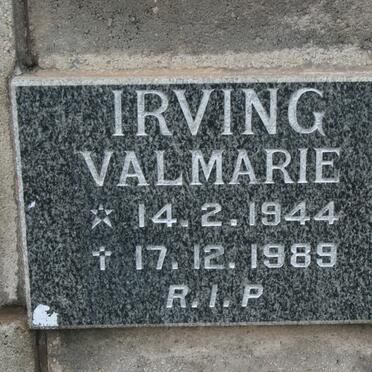 IRVING
VALMARIE
☆ 14.2.1944
✝ 17.12.1989
R.I.P